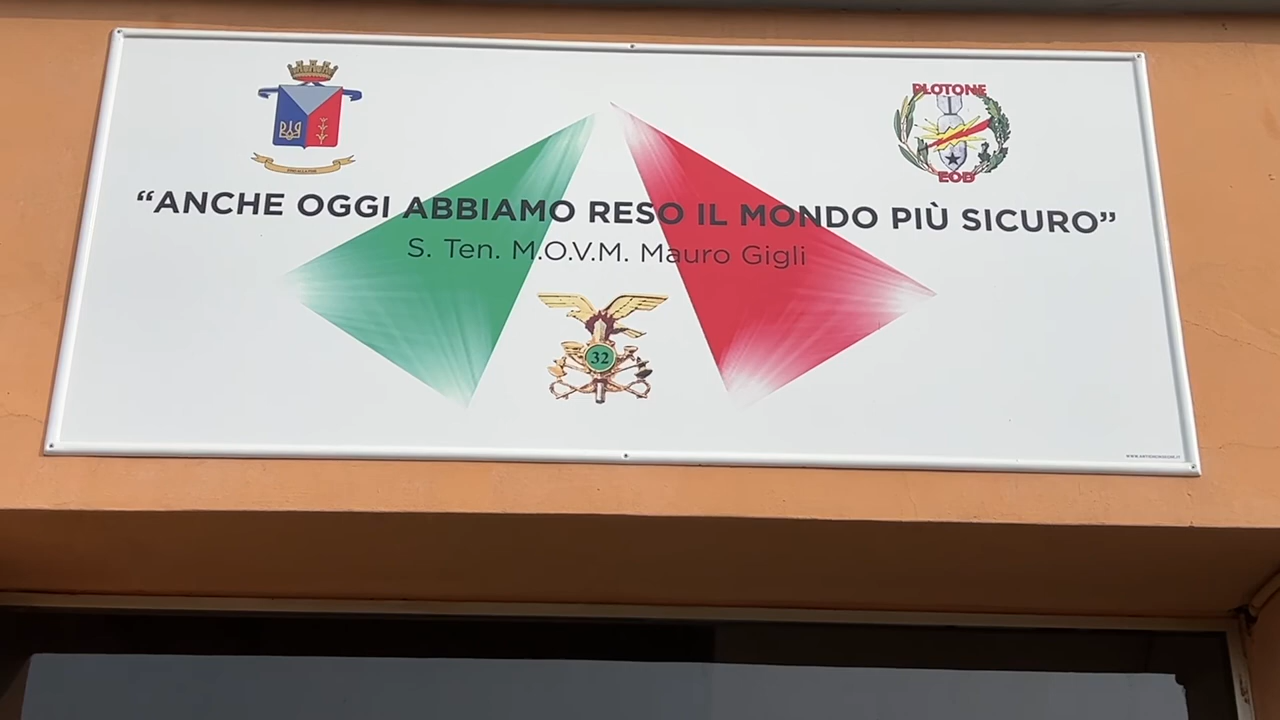 PLOTONE
EOD
“ANCHE OGGI ABBIAMO RESO IL MONDO PIÙ SICURO”
S. Ten. M.O.V.M. Mauro Gigli
32